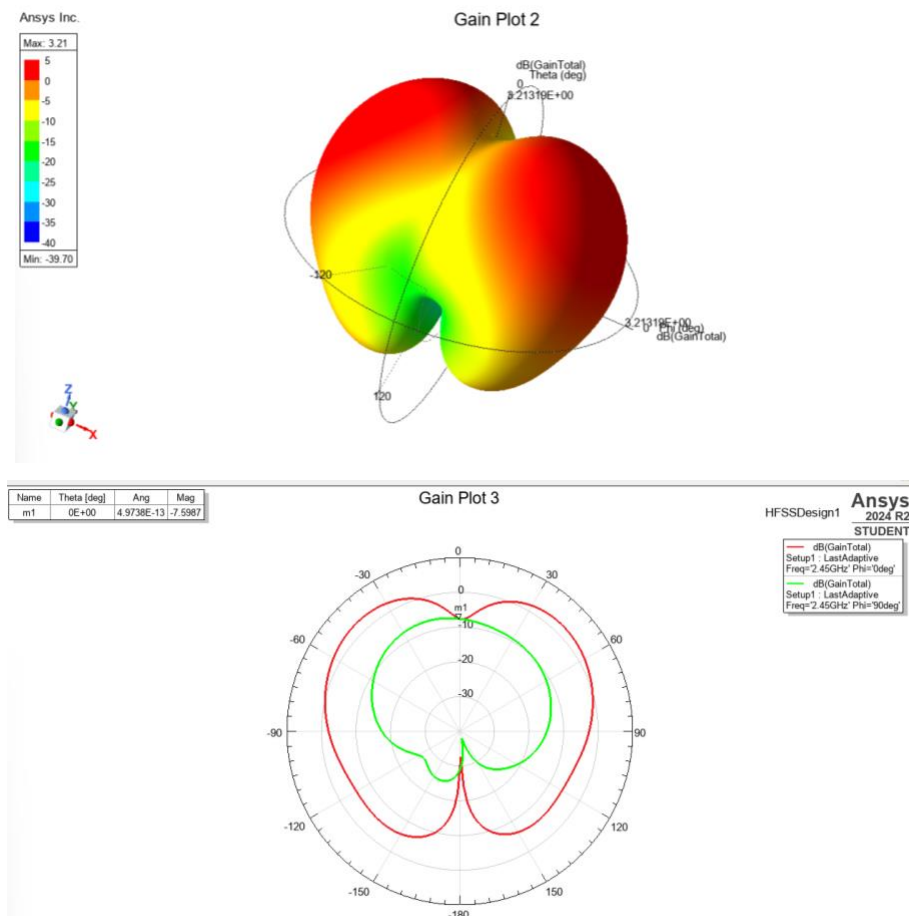 Ansys Inc.
Gain Plot 2
Max: 3.21
5
0
-5
-10
-15
-20
-25
-30
-35
-40
Min: -39.70
dB(GainTotal)
Theta (deg)
0
3.21319E+00
-120
120
3.21319E+00
0 Phi (deg)
dB(GainTotal)
Z
Y
X
Gain Plot 3
Name Theta [deg] Ang Mag
m1 0E+00 4.9738E-13 -7.5987
HFSSDesign1
Ansys
2024 R2
STUDENT
dB(GainTotal)
Setup1 : LastAdaptive
Freq='2.45GHz' Phi='0deg'
dB(GainTotal)
Setup1 : LastAdaptive
Freq='2.45GHz' Phi='90deg'
0
-30
30
0
m1
-10
-60
60
-20
-30
-90
90
-120
120
-150
150
-180